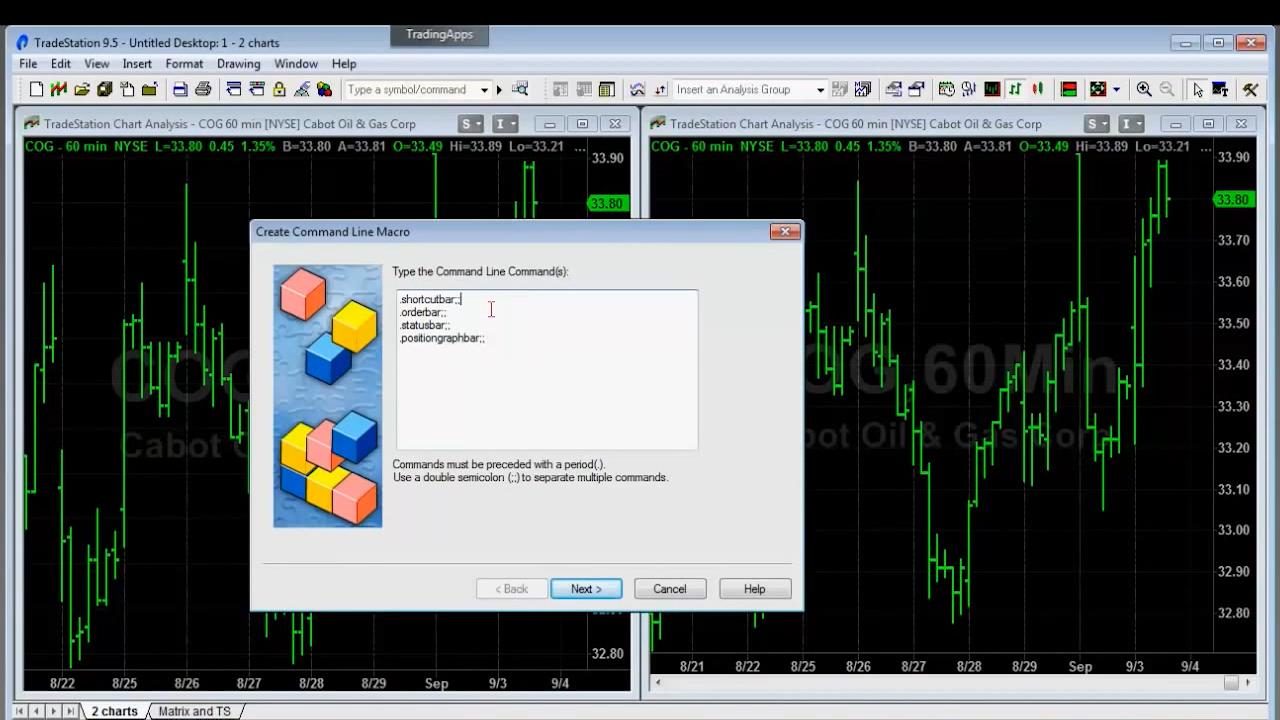 TradingApps
TradeStation 9.5 - Untitled Desktop: 1 - 2 charts
File Edit View Insert Format Drawing Window Help
Type a symbol/command
Insert an Analysis Group
TradeStation Chart Analysis - COG 60 min [NYSE] Cabot Oil & Gas Corp
S I
COG - 60 min NYSE L=33.80 0.45 1.35% B=33.80 A=33.81 O=33.49 Hi=33.89 Lo=33.21 ...
33.90
33.80
32.80
8/22 8/25 8/26 8/27 8/28 8/29 Sep 9/3 9/4
TradeStation Chart Analysis - COG 60 min [NYSE] Cabot Oil & Gas Corp
S I
COG - 60 min NYSE L=33.80 0.45 1.35% B=33.80 A=33.81 O=33.49 Hi=33.89 Lo=33.21 ...
COG 60Min
Cabot Oil & Gas Corp
33.90
33.80
33.70
33.60
33.50
33.40
33.30
33.20
33.10
33.00
32.90
32.80
8/21 8/22 8/25 8/26 8/27 8/28 8/29 Sep 9/3 9/4
Create Command Line Macro
Type the Command Line Command(s):
.shortcutbar;;
.orderbar;;
.statusbar;;
.positiongraphbar;;
Commands must be preceded with a period(.).
Use a double semicolon (;;) to separate multiple commands.
< Back Next > Cancel Help
2 charts Matrix and TS